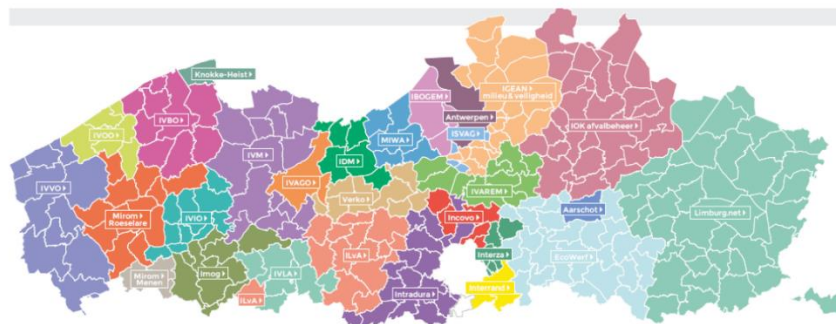 Knokke-Heist
IVBO
IVOO
IBOGEM
IGEAN
milieu & veiligheid
Antwerpen
ISVAG
IOK afvalbeheer
MIWA
IDM
IVM
IVVO
IVAGO
IVAREM
Verko
Mirom
Roeselare
IVIO
Incovo
Aarschot
Limburg.net
Interza
EcoWerf
Mirom
Menen
Imog
IVLA
ILvA
ILvA
Intradura
Interrand